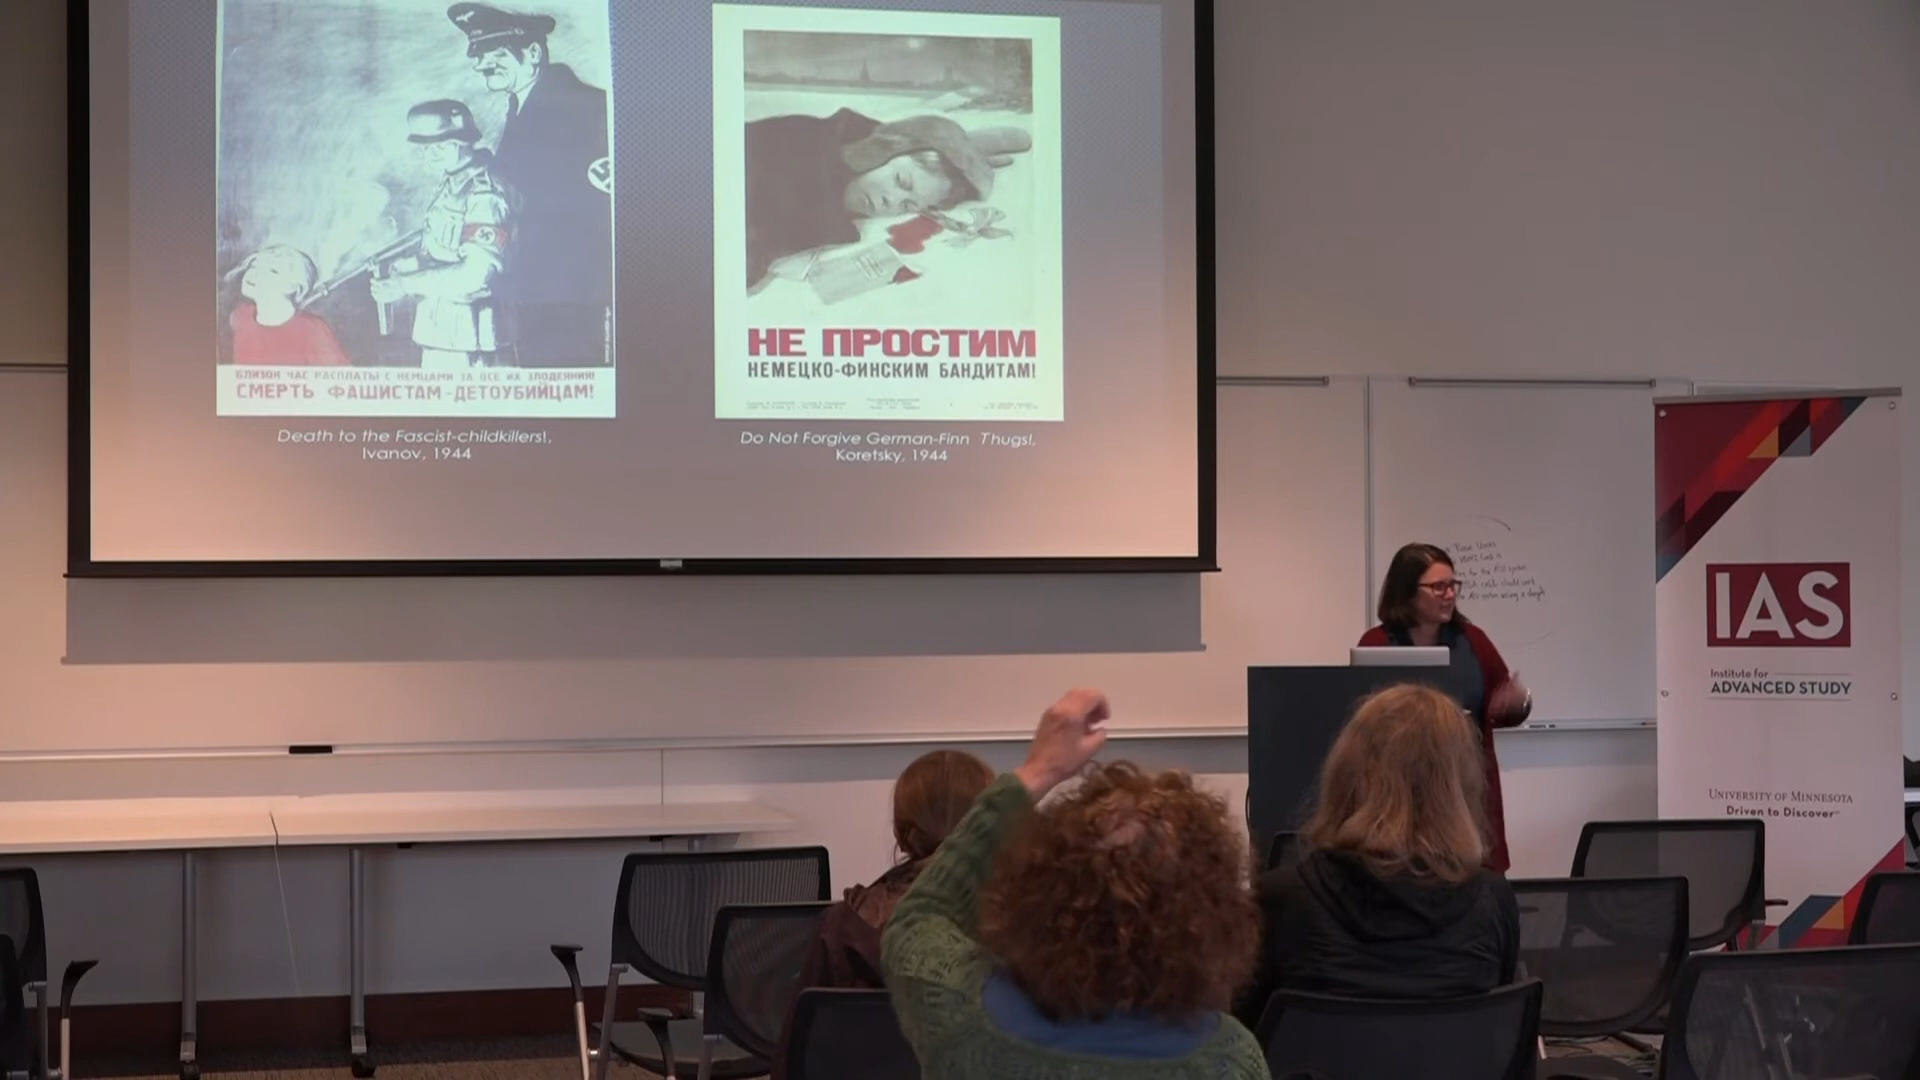 БЛИЗОК ЧАС РАСПЛАТЫ С НЕМЦАМИ ЗА ВСЕ ИХ ЗЛОДЕЯНИЯ!
СМЕРТЬ ФАШИСТАМ-ДЕТОУБИЙЦАМ!
Death to the Fascist-childkillers!,
Ivanov, 1944
НЕ ПРОСТИМ
НЕМЕЦКО-ФИНСКИМ БАНДИТАМ!
Do Not Forgive German-Finn Thugs!,
Koretsky, 1944
IAS
Institute for
ADVANCED STUDY
UNIVERSITY OF MINNESOTA
Driven to Discover